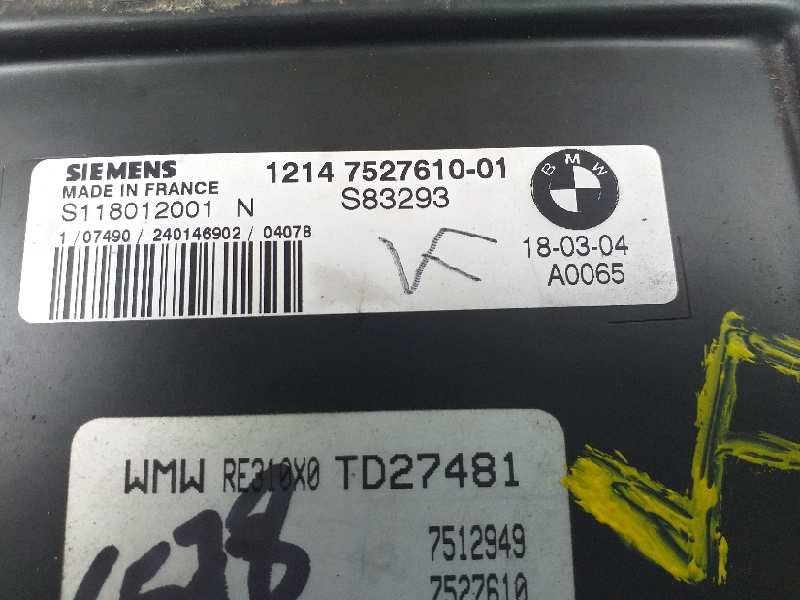 SIEMENS
MADE IN FRANCE
S118012001 N
1214 7527610-01
S83293
BMW
18-03-04
A0065
1/07490/240146902/04078
VF
WMW RE310X0 TD27481
7512949
7527610
VF